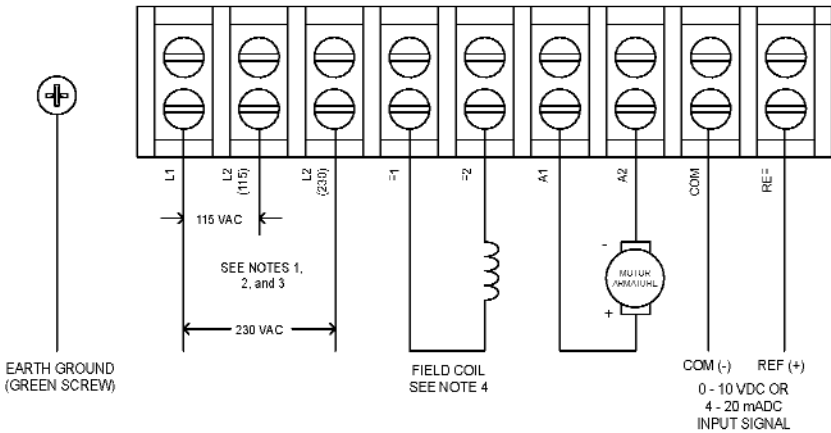 L1
L2
(115)
L2
(230)
F1
F2
A1
A2
COM
REF
115 VAC
SEE NOTES 1,
2, and 3
230 VAC
-
MOTOR
ARMATURE
+
EARTH GROUND
(GREEN SCREW)
FIELD COIL
SEE NOTE 4
COM (-) REF (+)
0 - 10 VDC OR
4 - 20 mADC
INPUT SIGNAL